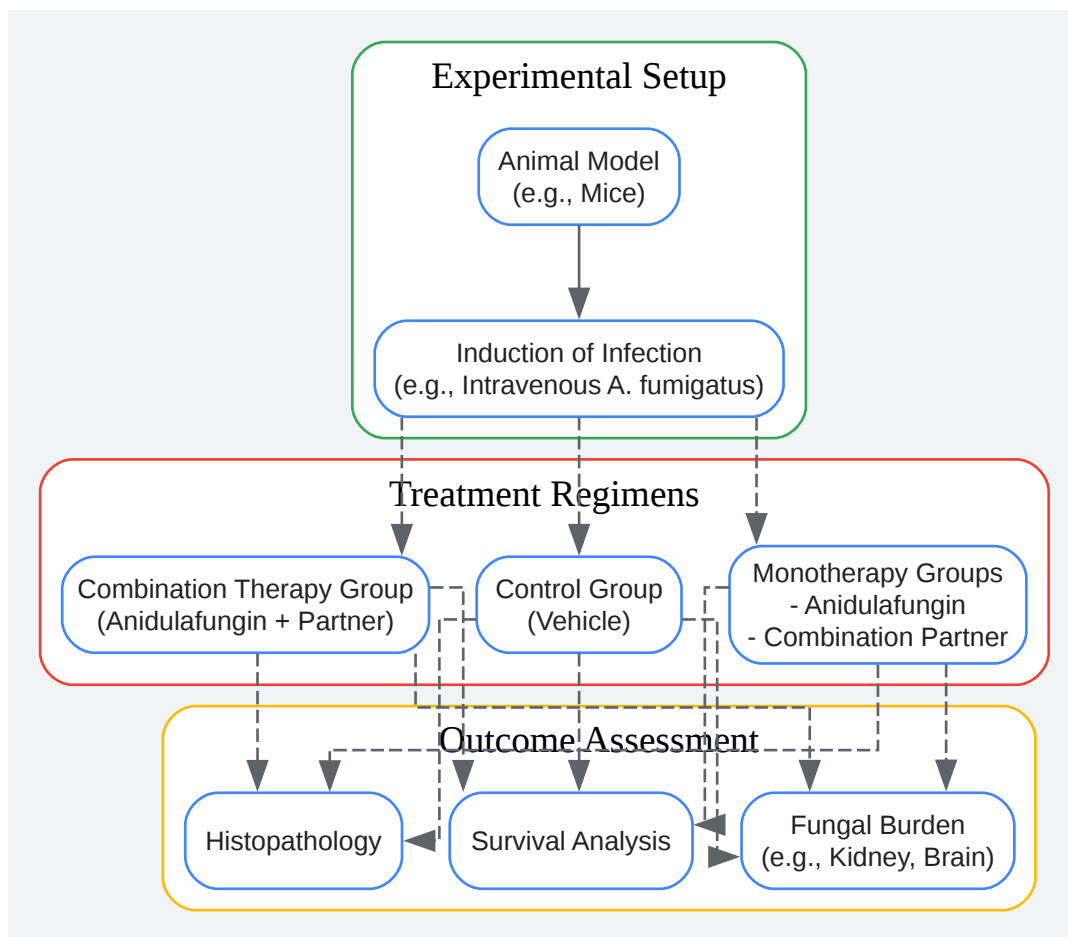 Experimental Setup
Animal Model
(e.g., Mice)
Induction of Infection
(e.g., Intravenous A. fumigatus)
Treatment Regimens
Combination Therapy Group
(Anidulafungin + Partner)
Control Group
(Vehicle)
Monotherapy Groups
- Anidulafungin
- Combination Partner
Outcome Assessment
Histopathology
Survival Analysis
Fungal Burden
(e.g., Kidney, Brain)